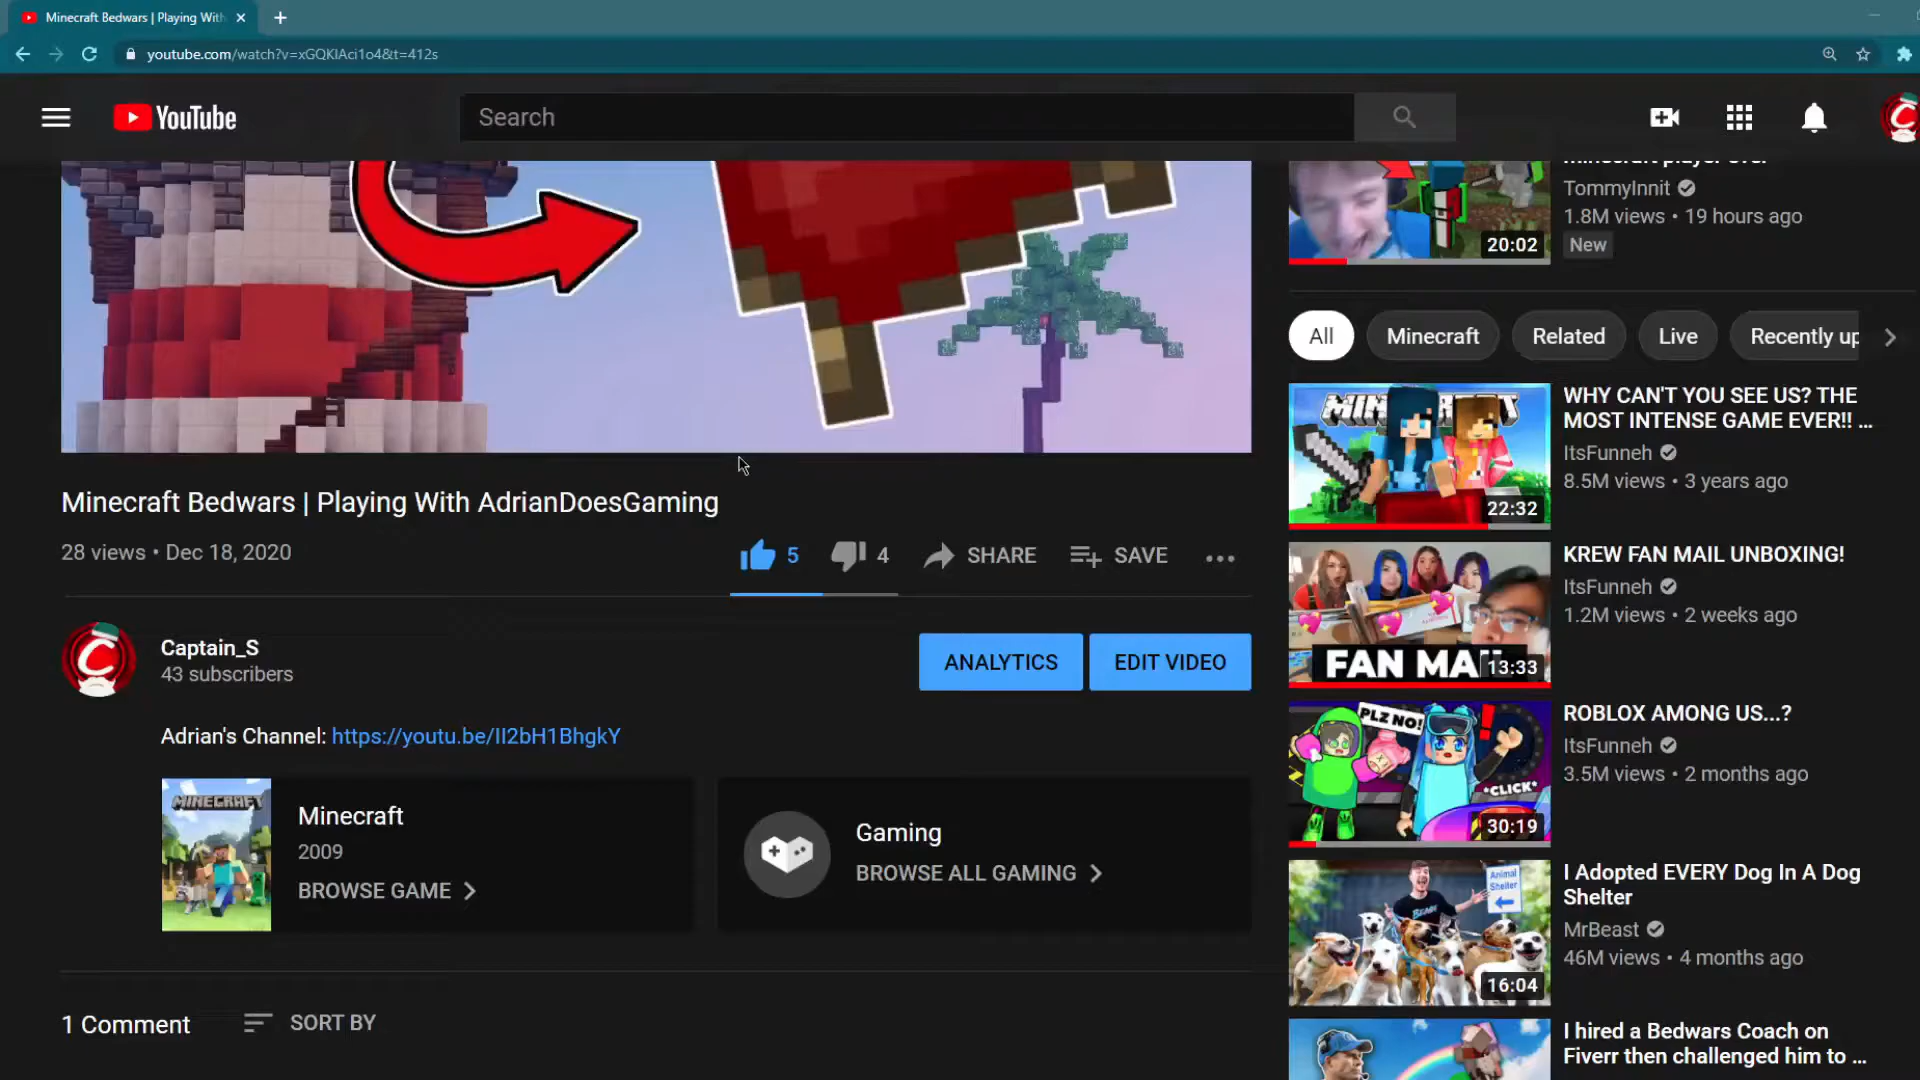 Minecraft Bedwars | Playing With
youtube.com/watch?v=xGQKlAci1o4&t=412s
YouTube
Search
TommyInnit
1.8M views • 19 hours ago
20:02
New
All
Minecraft
Related
Live
Recently up
Minecraft Bedwars | Playing With AdrianDoesGaming
28 views • Dec 18, 2020
5
4
SHARE
SAVE
Captain_S
43 subscribers
ANALYTICS
EDIT VIDEO
Adrian's Channel: https://youtu.be/II2bH1BhgkY
MINECRAFT
Minecraft
2009
BROWSE GAME
Gaming
BROWSE ALL GAMING
1 Comment
SORT BY
WHY CAN'T YOU SEE US? THE
MOST INTENSE GAME EVER!! ...
ItsFunneh
8.5M views • 3 years ago
22:32
KREW FAN MAIL UNBOXING!
ItsFunneh
1.2M views • 2 weeks ago
FAN MA
13:33
ROBLOX AMONG US...?
ItsFunneh
3.5M views • 2 months ago
PLZ NO!
*CLICK*
30:19
I Adopted EVERY Dog In A Dog
Shelter
MrBeast
46M views • 4 months ago
Animal
Shelter
16:04
I hired a Bedwars Coach on
Fiverr then challenged him to ...